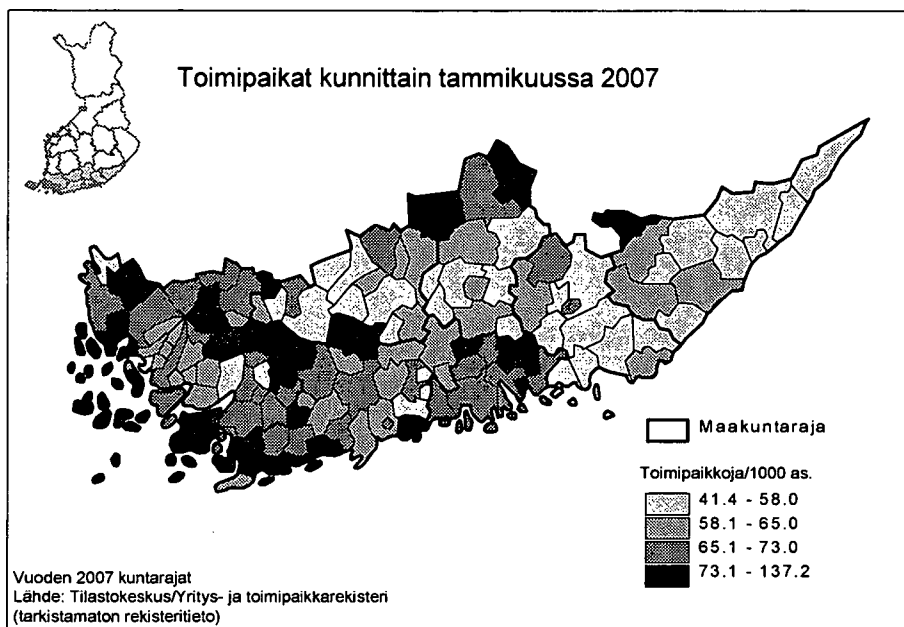 Toimipaikat kunnittain tammikuussa 2007
Maakuntaraja
Toimipaikkoja/1000 as.
41.4 - 58.0
58.1 - 65.0
65.1 - 73.0
73.1 - 137.2
Vuoden 2007 kuntarajat
Lähde: Tilastokeskus/Yritys- ja toimipaikkarekisteri
(tarkistamaton rekisteritieto)